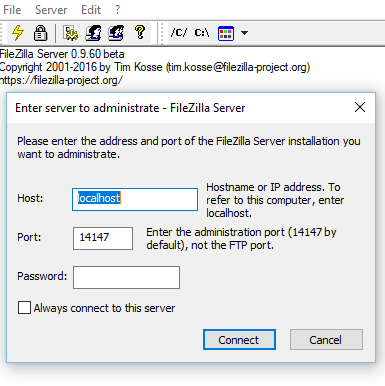 File Server Edit ?
/C/ C:\
FileZilla Server 0.9.60 beta
Copyright 2001-2016 by Tim Kosse (tim.kosse@filezilla-project.org)
https://filezilla-project.org/
Enter server to administrate - FileZilla Server
Please enter the address and port of the FileZilla Server installation you
want to administrate.
Host: localhost
Hostname or IP address. To
refer to this computer, enter
localhost.
Port: 14147
Enter the administration port (14147 by
default), not the FTP port.
Password:
Always connect to this server
Connect Cancel